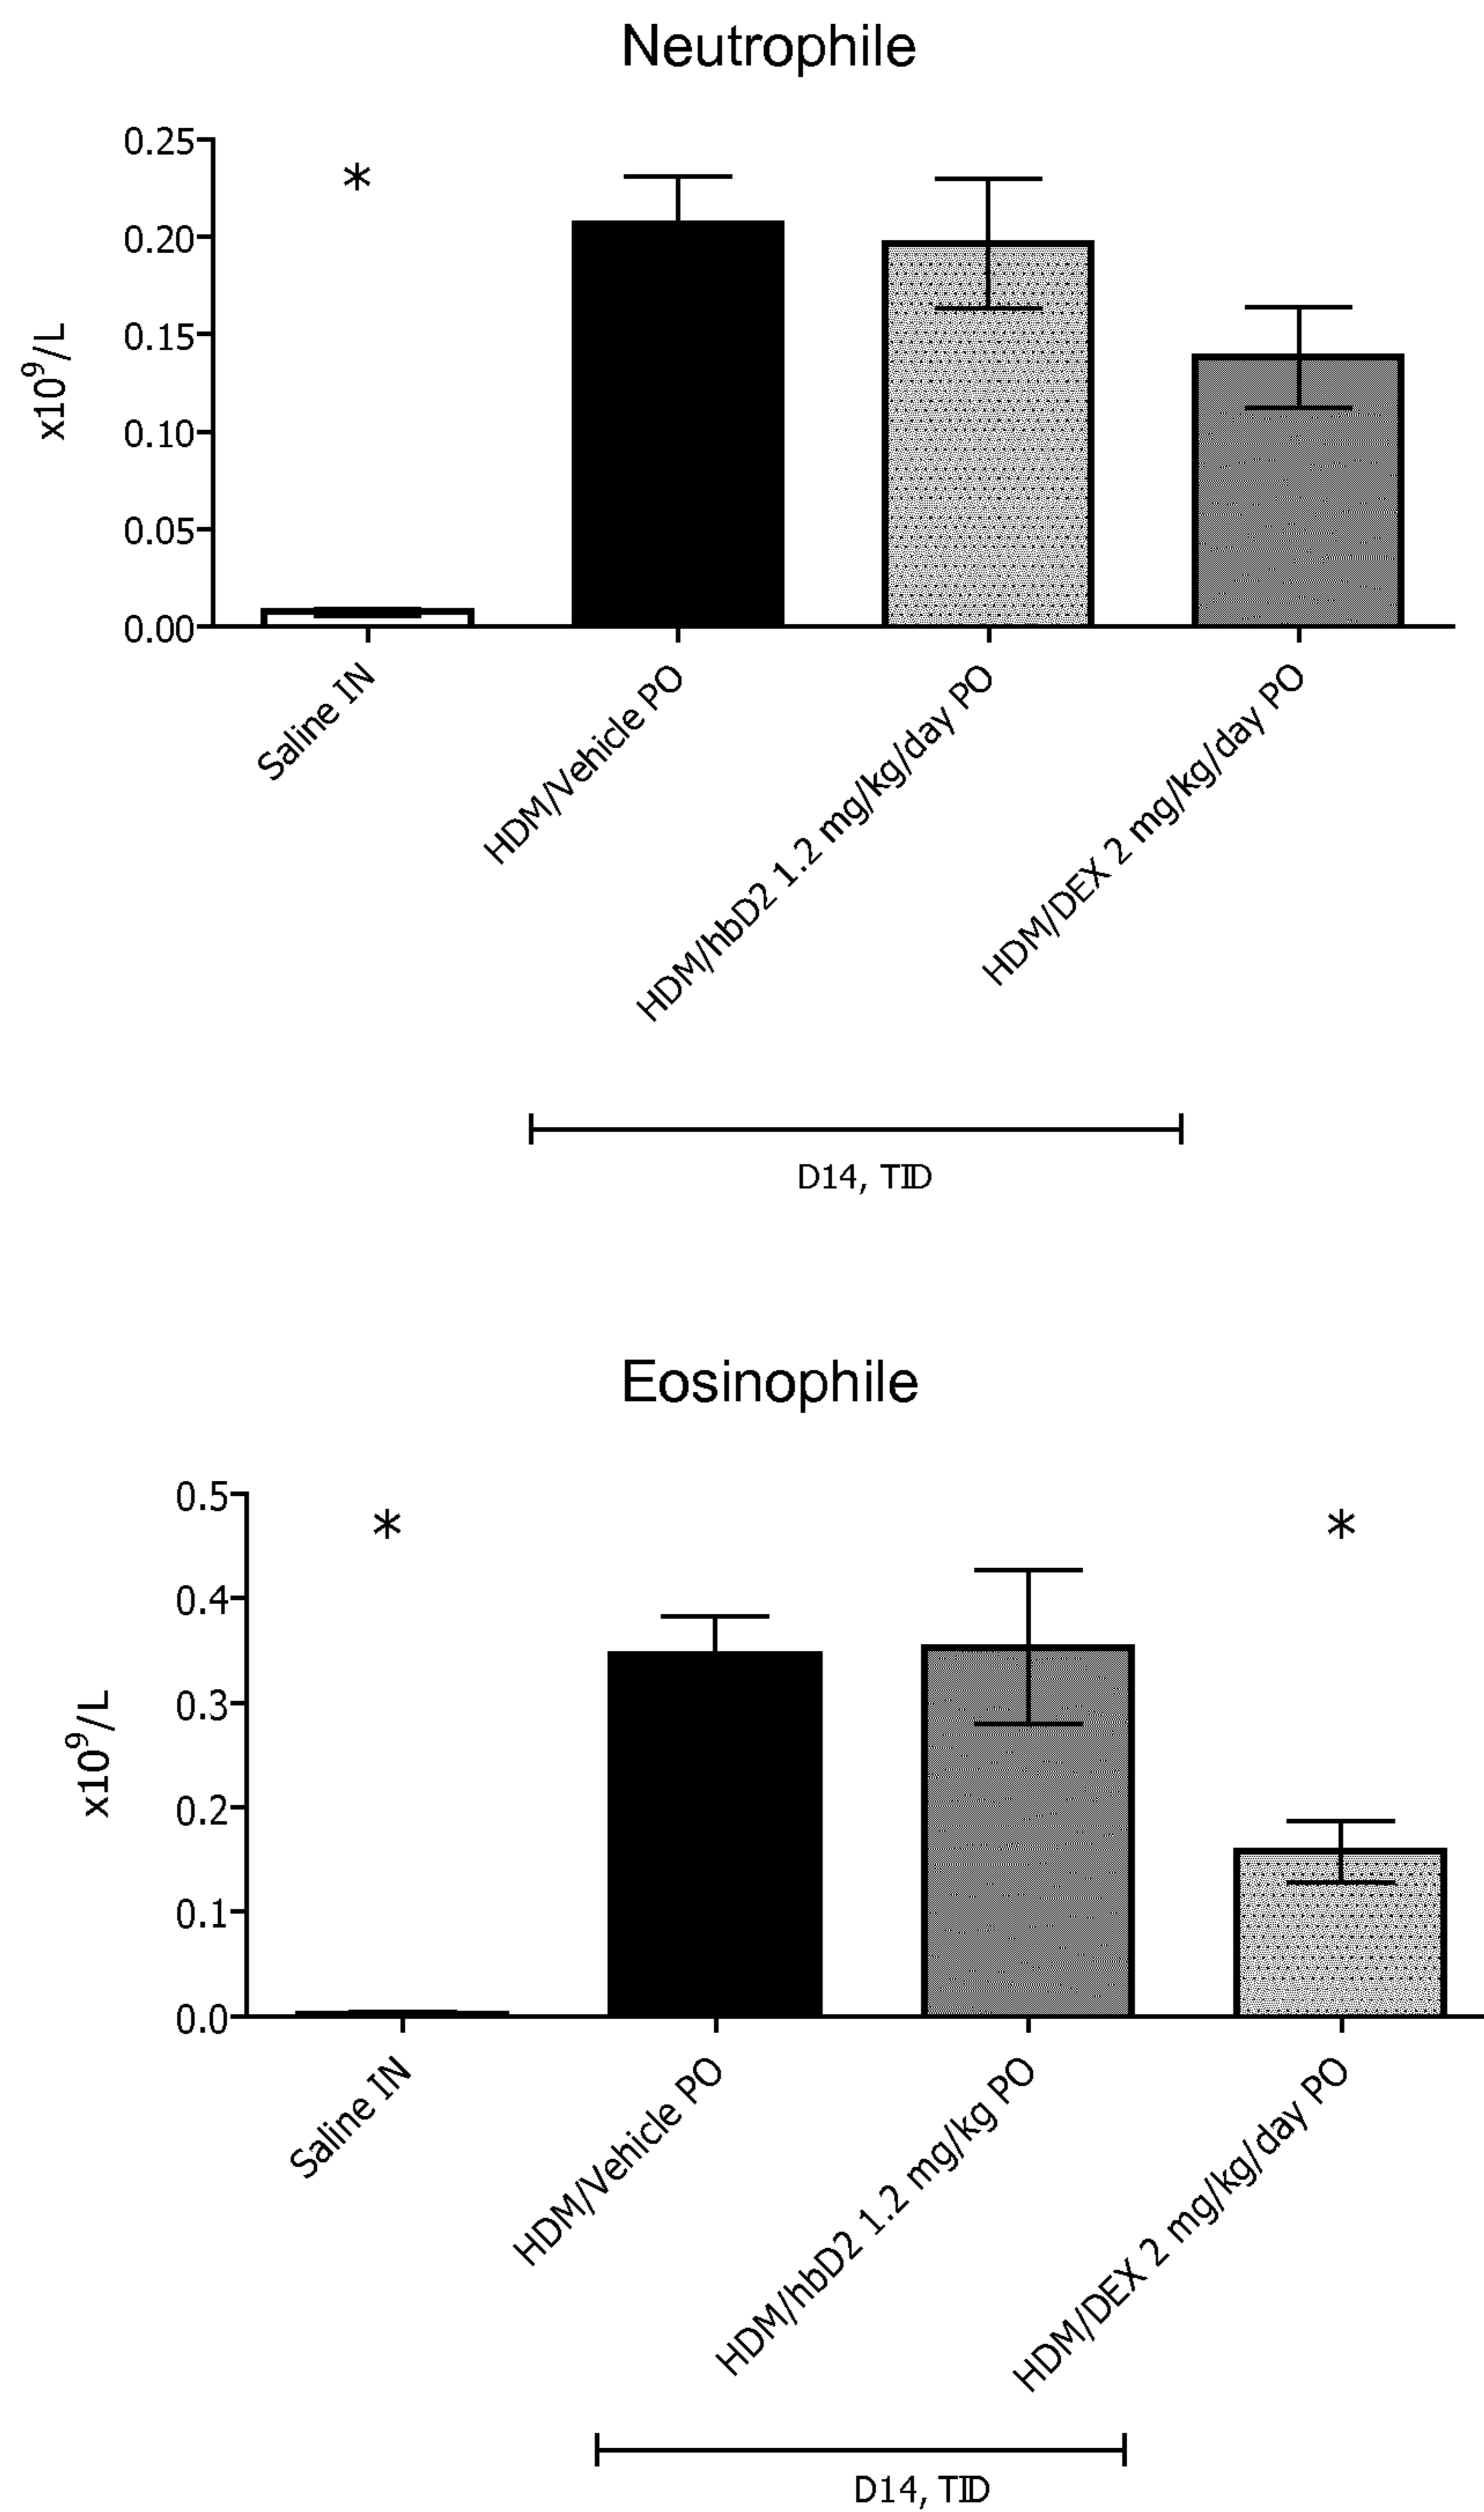 Neutrophile
0.25
*
0.20
0.15
x10⁹/L
0.10
0.05
0.00
Saline IN
HDM/Vehicle PO
HDM/hbD2 1.2 mg/kg/day PO
HDM/DEX 2 mg/kg/day PO
D14, TID
Eosinophile
0.5
* *
0.4
0.3
x10⁹/L
0.2
0.1
0.0
Saline IN
HDM/Vehicle PO
HDM/hbD2 1.2 mg/kg PO
HDM/DEX 2 mg/kg/day PO
D14, TID